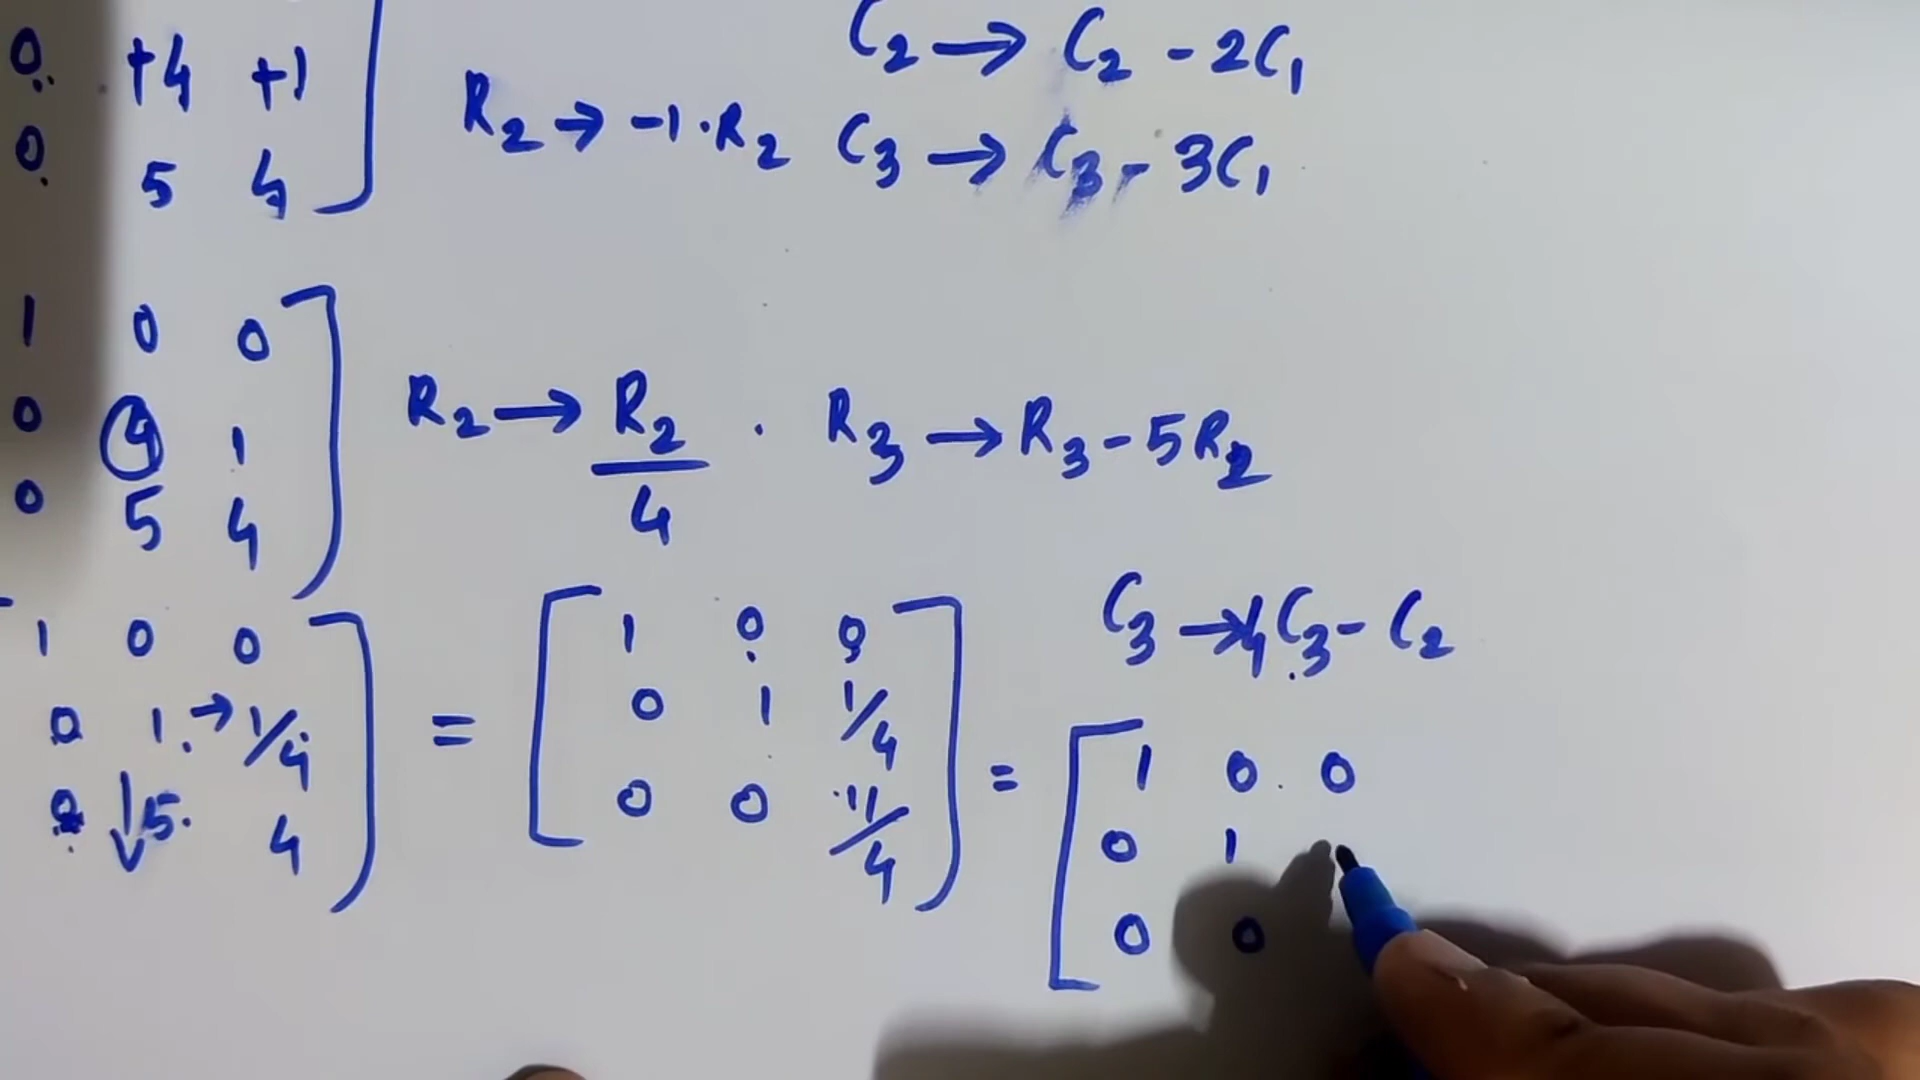 C₂ → C₂ - 2C₁
0 +4 +1
R₂ → -1·R₂ C₃ → C₃ - 3C₁
0 5 4
1 0 0
0 4 1 R₂ → R₂/4 . R₃ → R₃ - 5R₂
0 5 4
C₃ → 4C₃ - C₂
1 0 0 1 0 0
0 1 → 1/4 = 0 1 1/4 = 1 0 0
0 ↓ 5 4 0 0 11/4 0 1
0 0